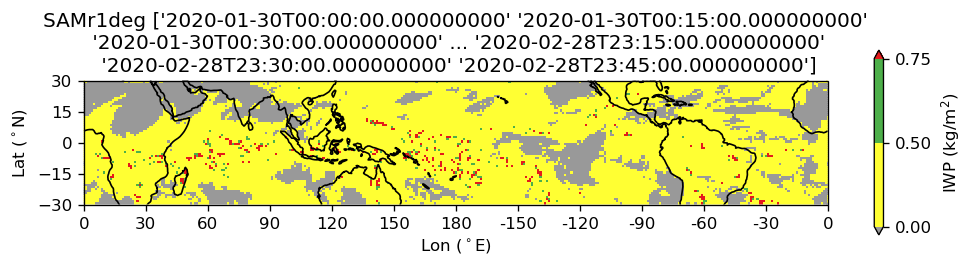 SAMr1deg ['2020-01-30T00:00:00.000000000' '2020-01-30T00:15:00.000000000'
'2020-01-30T00:30:00.000000000' ... '2020-02-28T23:15:00.000000000'
'2020-02-28T23:30:00.000000000' '2020-02-28T23:45:00.000000000']
30
15
0
−15
−30
Lat (°N)
0 30 60 90 120 150 180 -150 -120 -90 -60 -30 0
Lon (°E)
0.75
0.50
0.00
IWP (kg/m²)